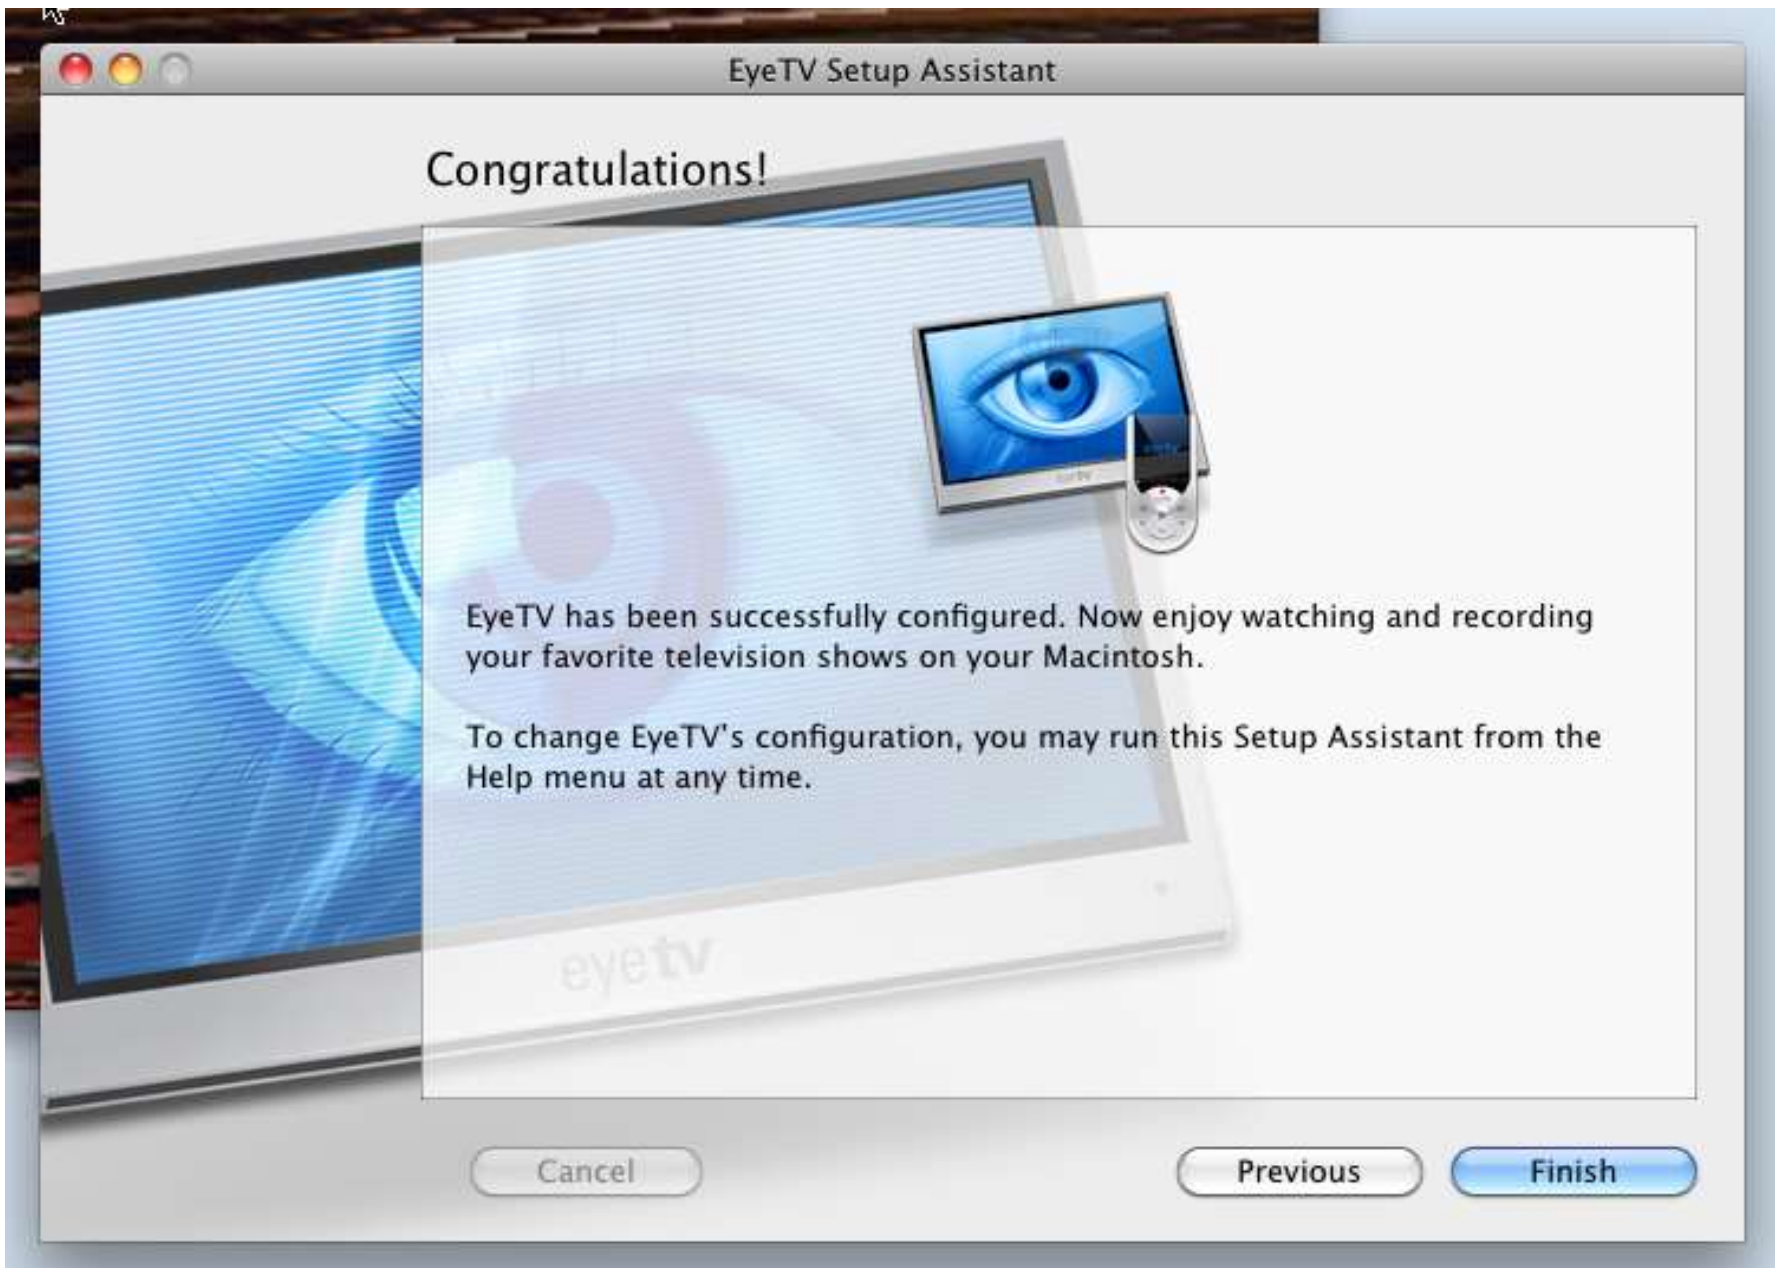 EyeTV Setup Assistant
Congratulations!
EyeTV has been successfully configured. Now enjoy watching and recording
your favorite television shows on your Macintosh.
To change EyeTV's configuration, you may run this Setup Assistant from the
Help menu at any time.
eyetv
Cancel
Previous
Finish